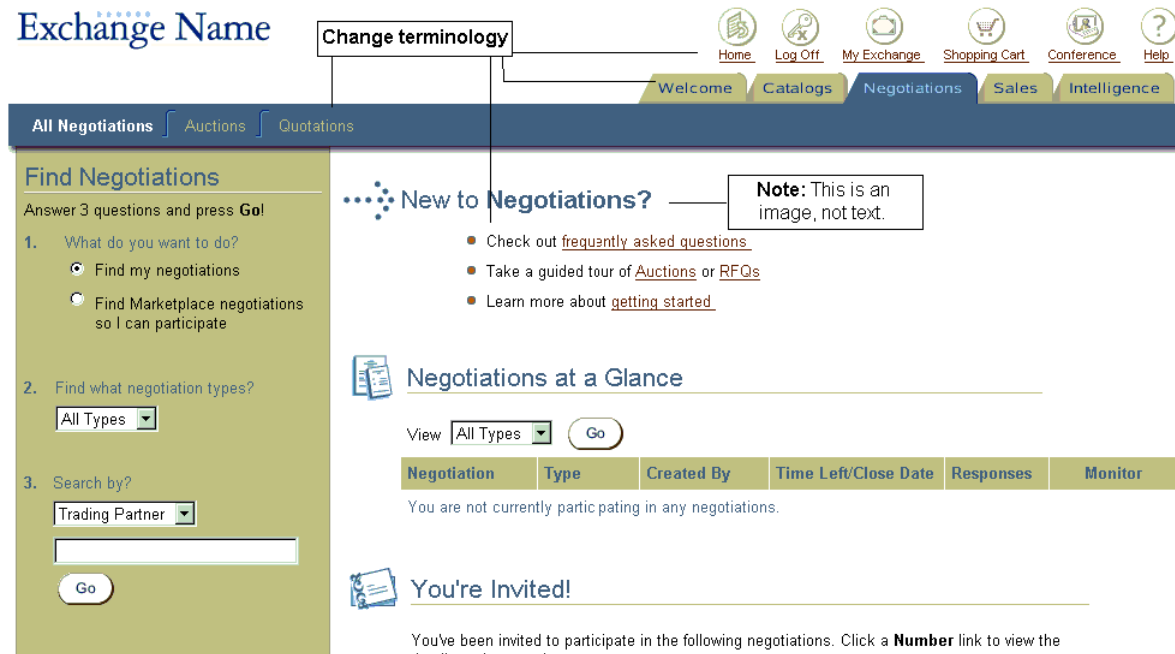 Exchange Name
Change terminology
Home Log Off My Exchange Shopping Cart Conference Help
Welcome Catalogs Negotiations Sales Intelligence
All Negotiations Auctions Quotations
Find Negotiations
Answer 3 questions and press Go!
1. What do you want to do?
Find my negotiations
Find Marketplace negotiations
so I can participate
2. Find what negotiation types?
All Types
3. Search by?
Trading Partner
Go
New to Negotiations?
Note: This is an
image, not text.
Check out frequently asked questions
Take a guided tour of Auctions or RFQs
Learn more about getting started
Negotiations at a Glance
View All Types Go
Negotiation Type Created By Time Left/Close Date Responses Monitor
You are not currently participating in any negotiations.
You're Invited!
You've been invited to participate in the following negotiations. Click a Number link to view the